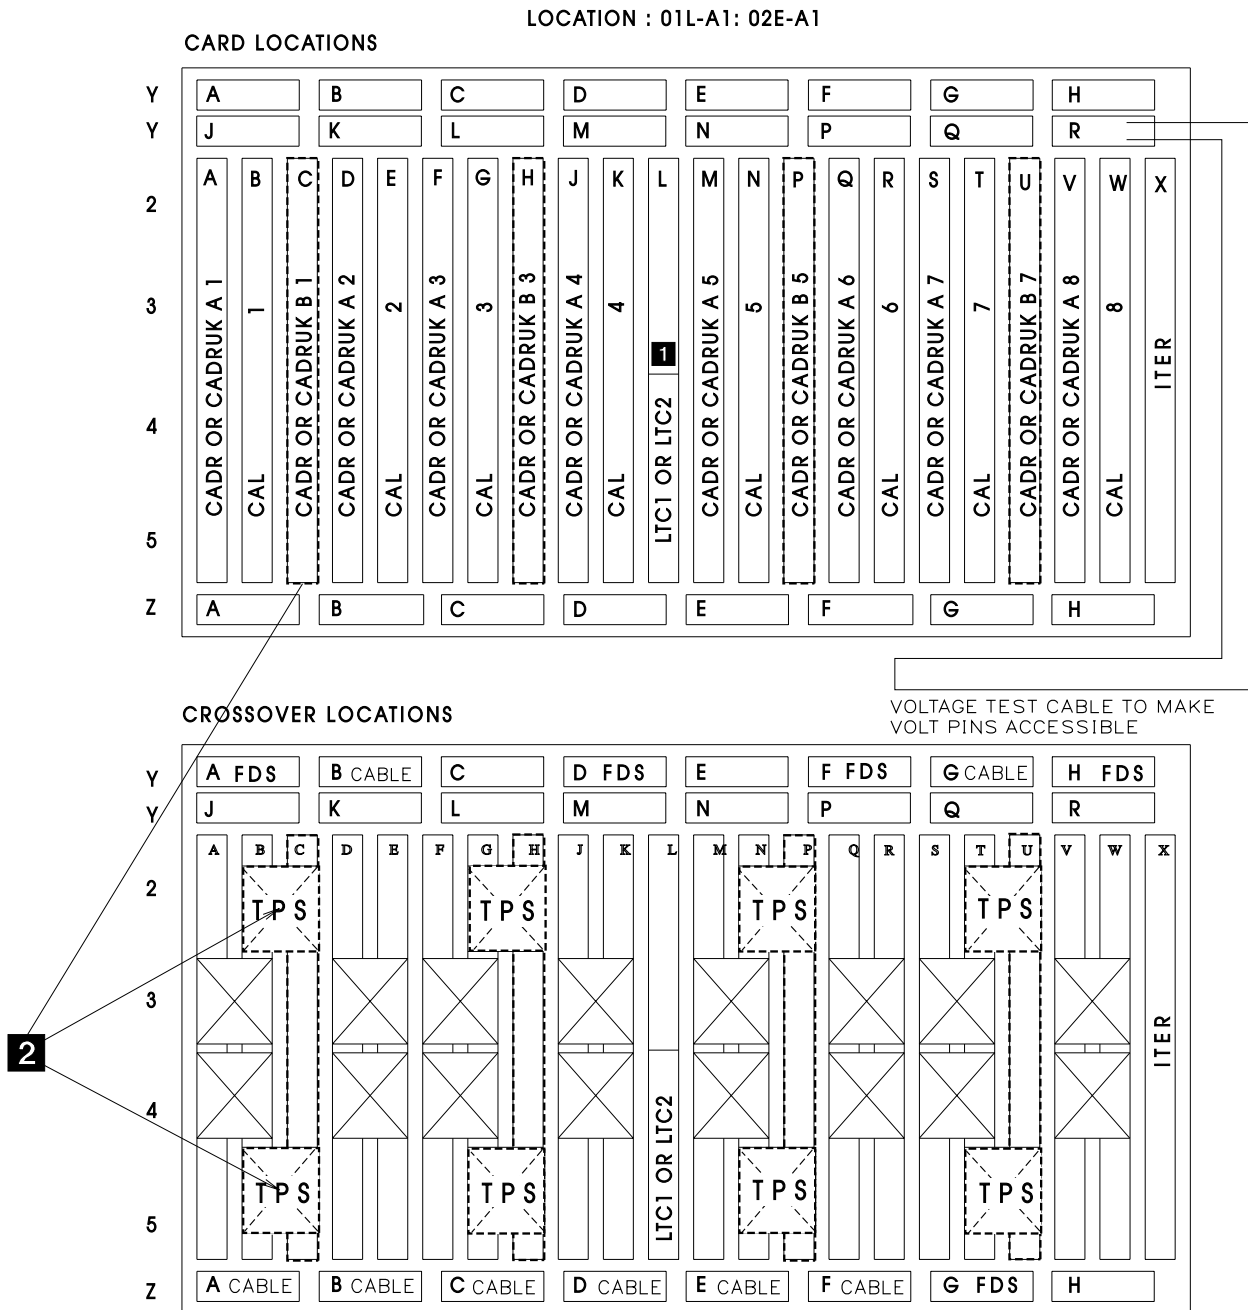 LOCATION : 01L-A1: 02E-A1
CARD LOCATIONS
Y A B C D E F G H
Y J K L M N P Q R
A B C D E F G H J K L M N P Q R S T U V W X
2
3
4
5
CADR OR CADRUK A 1
CAL 1
CADR OR CADRUK B 1
CADR OR CADRUK A 2
CAL 2
CADR OR CADRUK A 3
CAL 3
CADR OR CADRUK B 3
CADR OR CADRUK A 4
CAL 4
1
LTC1 OR LTC2
CADR OR CADRUK A 5
CAL 5
CADR OR CADRUK B 5
CADR OR CADRUK A 6
CAL 6
CADR OR CADRUK A 7
CAL 7
CADR OR CADRUK B 7
CADR OR CADRUK A 8
CAL 8
ITER
Z A B C D E F G H
VOLTAGE TEST CABLE TO MAKE
VOLT PINS ACCESSIBLE
CROSSOVER LOCATIONS
Y A FDS B CABLE C D FDS E F FDS G CABLE H FDS
Y J K L M N P Q R
A B C D E F G H J K L M N P Q R S T U V W X
2 TPS TPS TPS TPS
3
2
4
LTC1 OR LTC2
ITER
TPS TPS TPS TPS
5
Z A CABLE B CABLE C CABLE D CABLE E CABLE F CABLE G FDS H